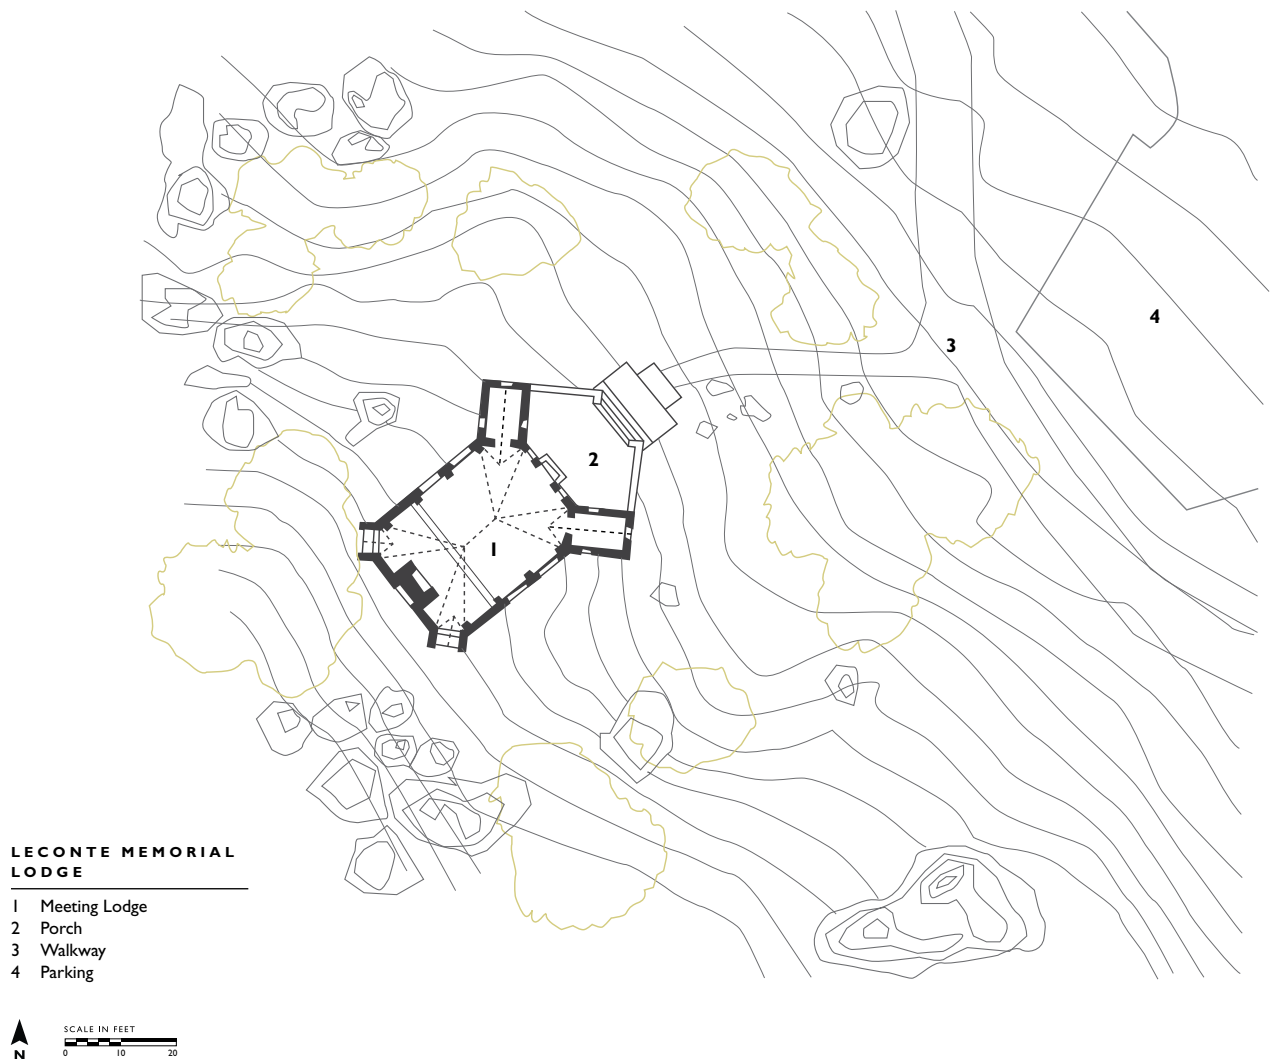 4
3
2
1
LECONTE MEMORIAL
LODGE
1 Meeting Lodge
2 Porch
3 Walkway
4 Parking
SCALE IN FEET
0 10 20
N